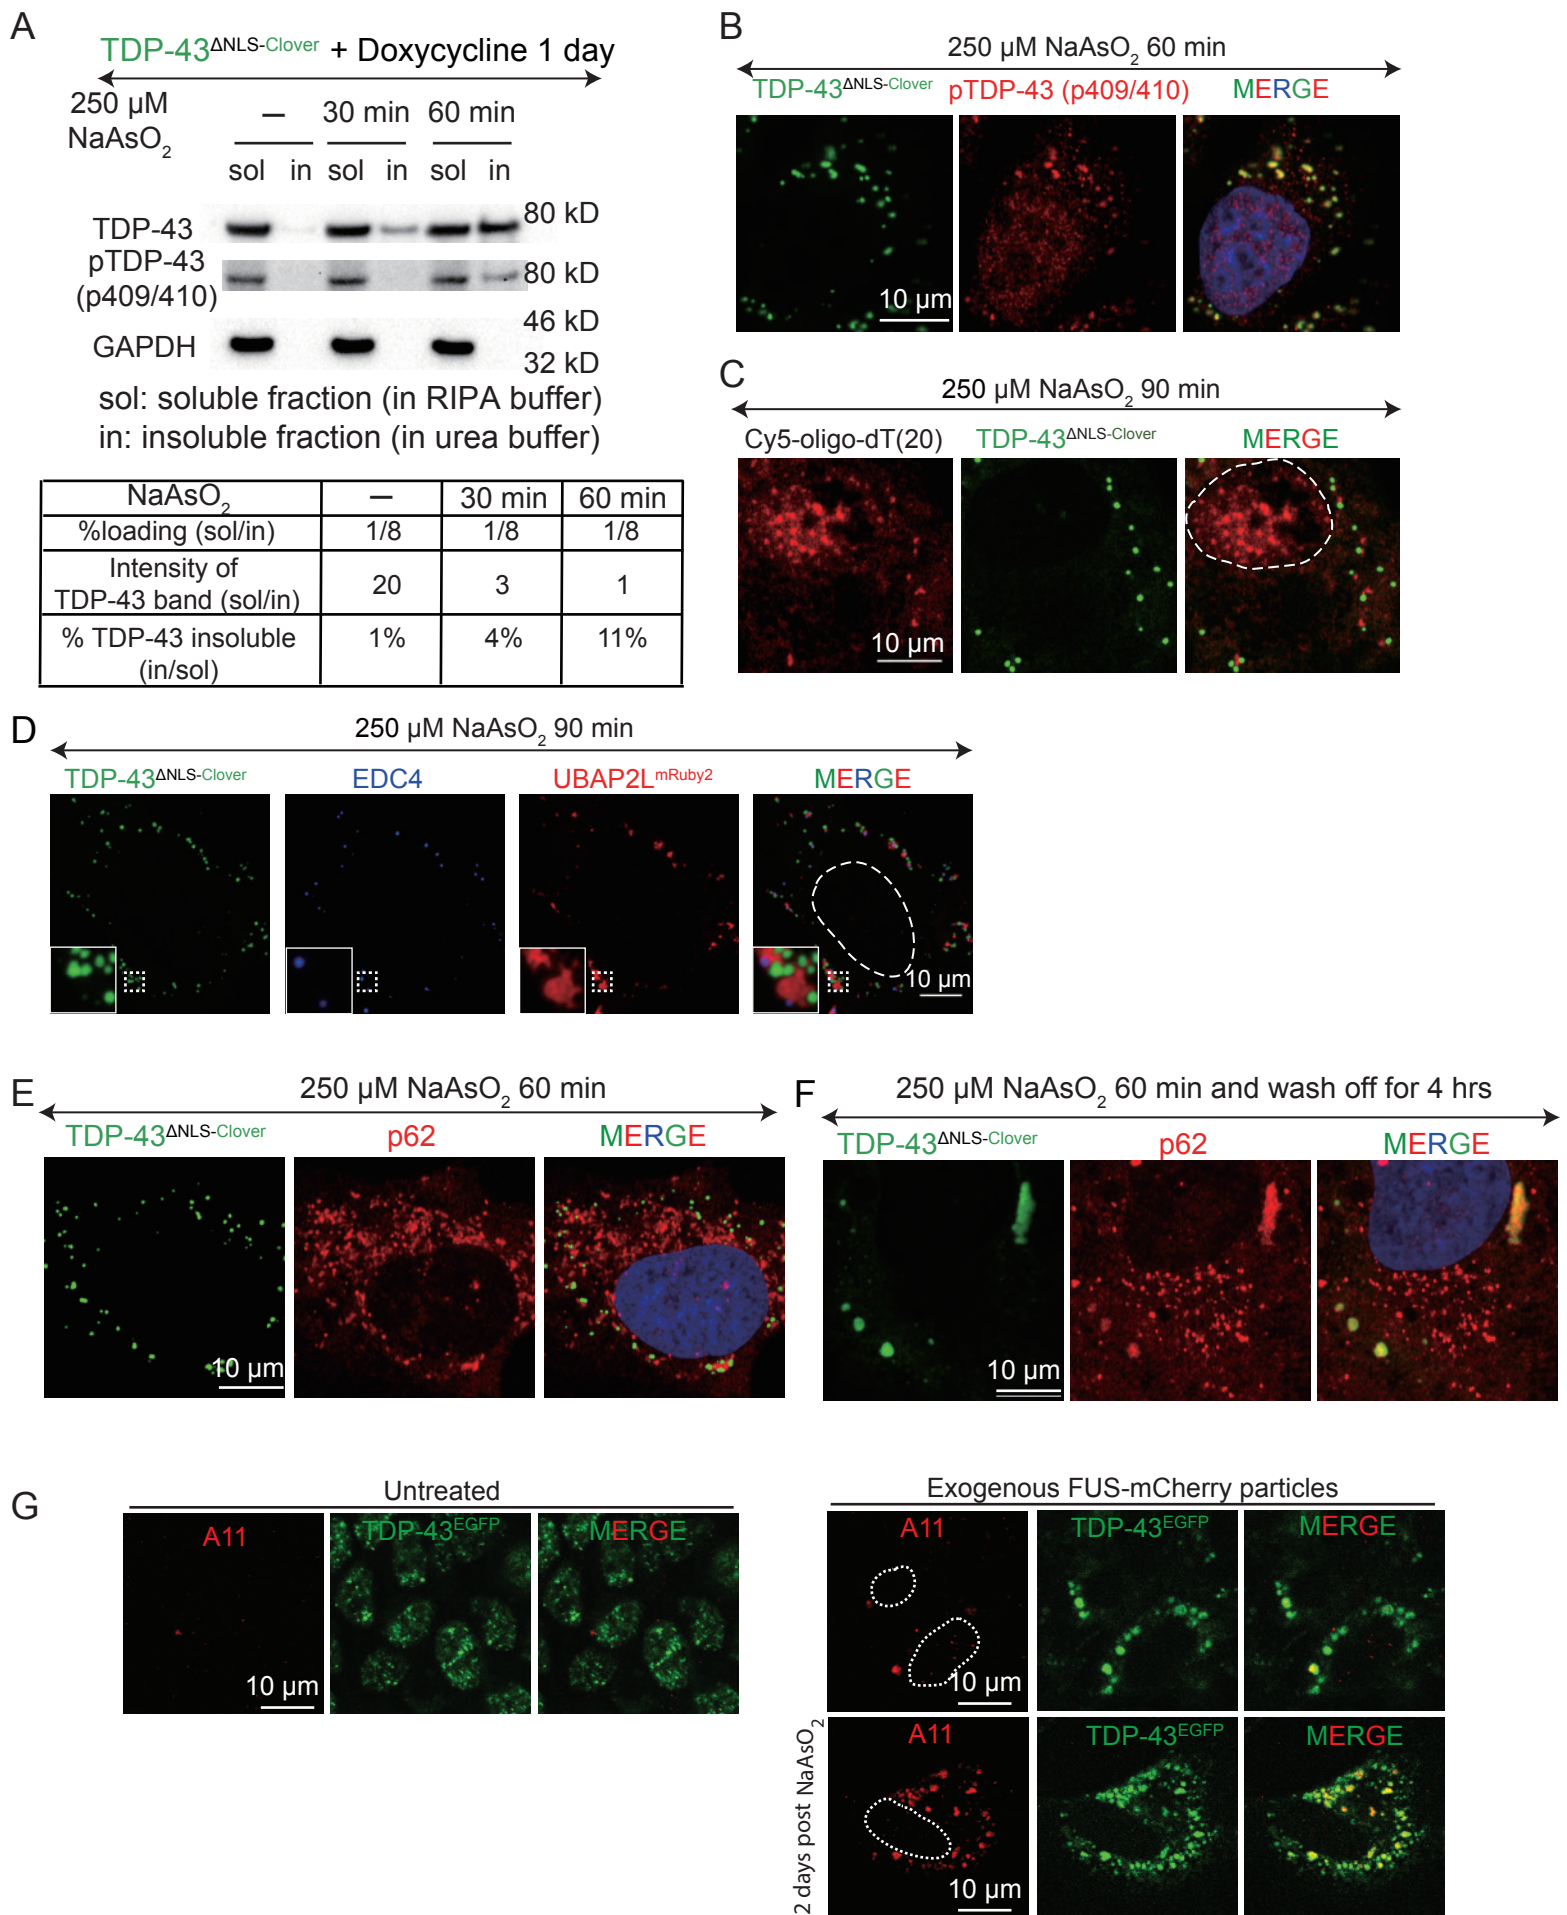 A
TDP-43ΔNLS-Clover + Doxycycline 1 day
250 µM NaAsO2
– 30 min 60 min
sol in sol in sol in
TDP-43
80 kD
pTDP-43 (p409/410)
80 kD
GAPDH
46 kD
32 kD
sol: soluble fraction (in RIPA buffer)
in: insoluble fraction (in urea buffer)
NaAsO2 – 30 min 60 min
%loading (sol/in) 1/8 1/8 1/8
Intensity of
TDP-43 band (sol/in) 20 3 1
% TDP-43 insoluble 1% 4% 11%
(in/sol)
B
250 µM NaAsO2 60 min
TDP-43ΔNLS-Clover pTDP-43 (p409/410) MERGE
10 µm
C
250 µM NaAsO2 90 min
Cy5-oligo-dT(20) TDP-43ΔNLS-Clover MERGE
10 µm
D
250 µM NaAsO2 90 min
TDP-43ΔNLS-Clover EDC4 UBAP2LmRuby2 MERGE
10 µm
E
250 µM NaAsO2 60 min
TDP-43ΔNLS-Clover p62 MERGE
10 µm
F
250 µM NaAsO2 60 min and wash off for 4 hrs
TDP-43ΔNLS-Clover p62 MERGE
10 µm
G
Untreated
A11 TDP-43EGFP MERGE
10 µm
Exogenous FUS-mCherry particles
A11 TDP-43EGFP MERGE
10 µm
2 days post NaAsO2
A11 TDP-43EGFP MERGE
10 µm